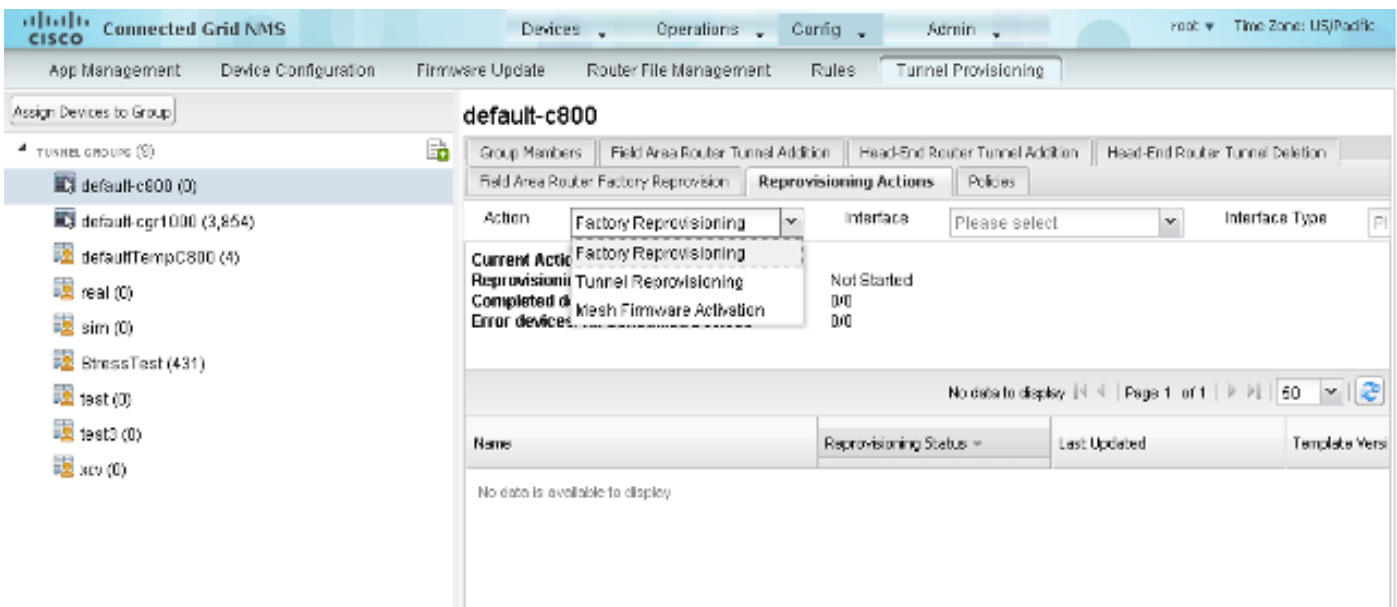 CISCO Connected Grid NMS Devices Operations Config Admin root Time Zone: US/Pacific
App Management Device Configuration Firmware Update Router File Management Rules Tunnel Provisioning
Assign Devices to Group
TUNNEL GROUPS (9)
default-c800 (0)
default-cgr1000 (3,854)
defaultTempC800 (4)
real (0)
sim (0)
StressTest (431)
test (0)
test3 (0)
xcv (0)
default-c800
Group Members Field Area Router Tunnel Addition Head-End Router Tunnel Addition Head-End Router Tunnel Deletion
Field Area Router Factory Reprovision Reprovisioning Actions Policies
Action Factory Reprovisioning Interface Please select Interface Type
Factory Reprovisioning
Tunnel Reprovisioning
Mesh Firmware Activation
Current
Not Started
Completed 0/0
Error devices 0/0
No data to display Page 1 of 1 50
Name Reprovisioning Status Last Updated Template Versi
No data is available to display